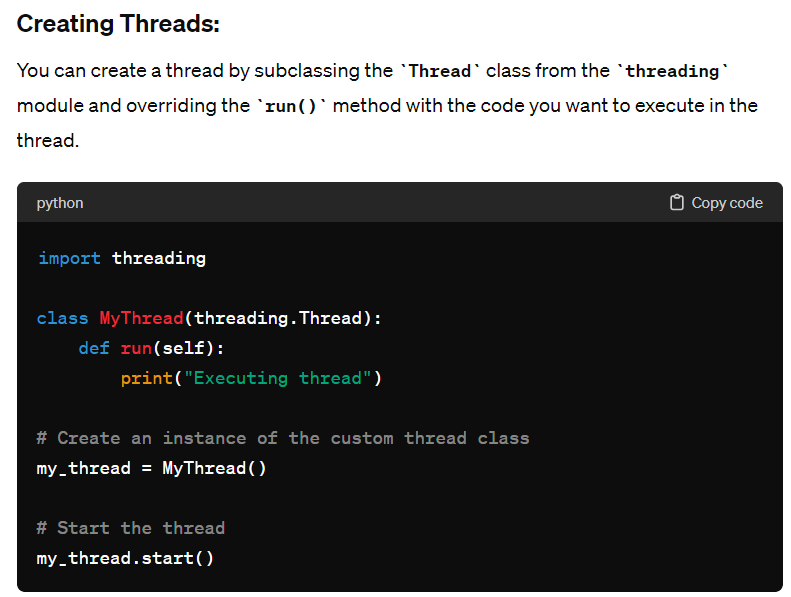 Creating Threads:
You can create a thread by subclassing the `Thread` class from the `threading`
module and overriding the `run()` method with the code you want to execute in the
thread.
python
Copy code
import threading
class MyThread(threading.Thread):
    def run(self):
        print("Executing thread")
# Create an instance of the custom thread class
my_thread = MyThread()
# Start the thread
my_thread.start()